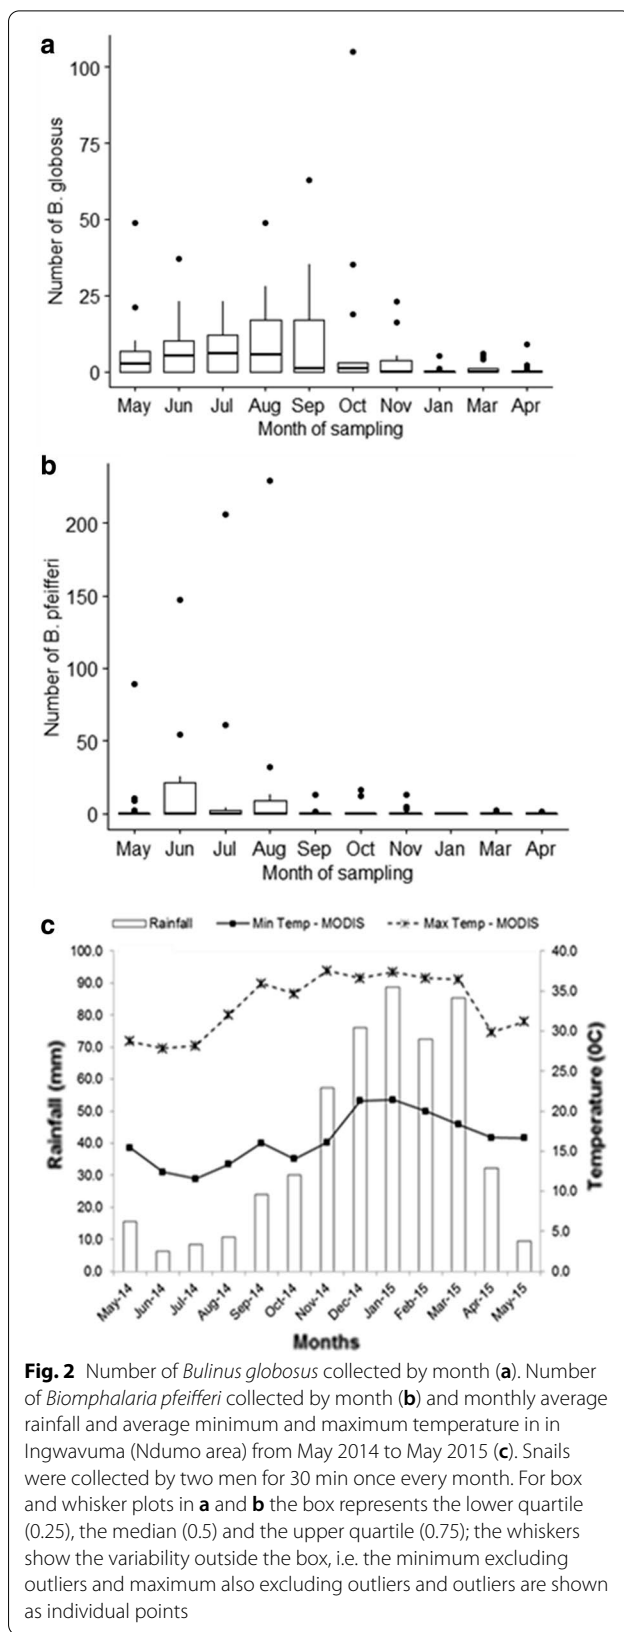 a
100
75
50
25
0
Number of B. globosus
May Jun Jul Aug Sep Oct Nov Jan Mar Apr
Month of sampling
b
200
150
100
50
0
Number of B. pfeifferi
May Jun Jul Aug Sep Oct Nov Jan Mar Apr
Month of sampling
c
Rainfall Min Temp - MODIS Max Temp - MODIS
100.0 40.0
90.0 35.0
80.0 30.0
70.0 25.0
60.0 20.0
50.0 15.0
40.0 10.0
30.0 5.0
20.0 0.0
10.0
0.0
Rainfall (mm)
Temperature (0C)
May-14 Jun-14 Jul-14 Aug-14 Sep-14 Oct-14 Nov-14 Dec-14 Jan-15 Feb-15 Mar-15 Apr-15 May-15
Months
Fig. 2 Number of Bulinus globosus collected by month (a). Number
of Biomphalaria pfeifferi collected by month (b) and monthly average
rainfall and average minimum and maximum temperature in in
Ingwavuma (Ndumo area) from May 2014 to May 2015 (c). Snails
were collected by two men for 30 min once every month. For box
and whisker plots in a and b the box represents the lower quartile
(0.25), the median (0.5) and the upper quartile (0.75); the whiskers
show the variability outside the box, i.e. the minimum excluding
outliers and maximum also excluding outliers and outliers are shown
as individual points